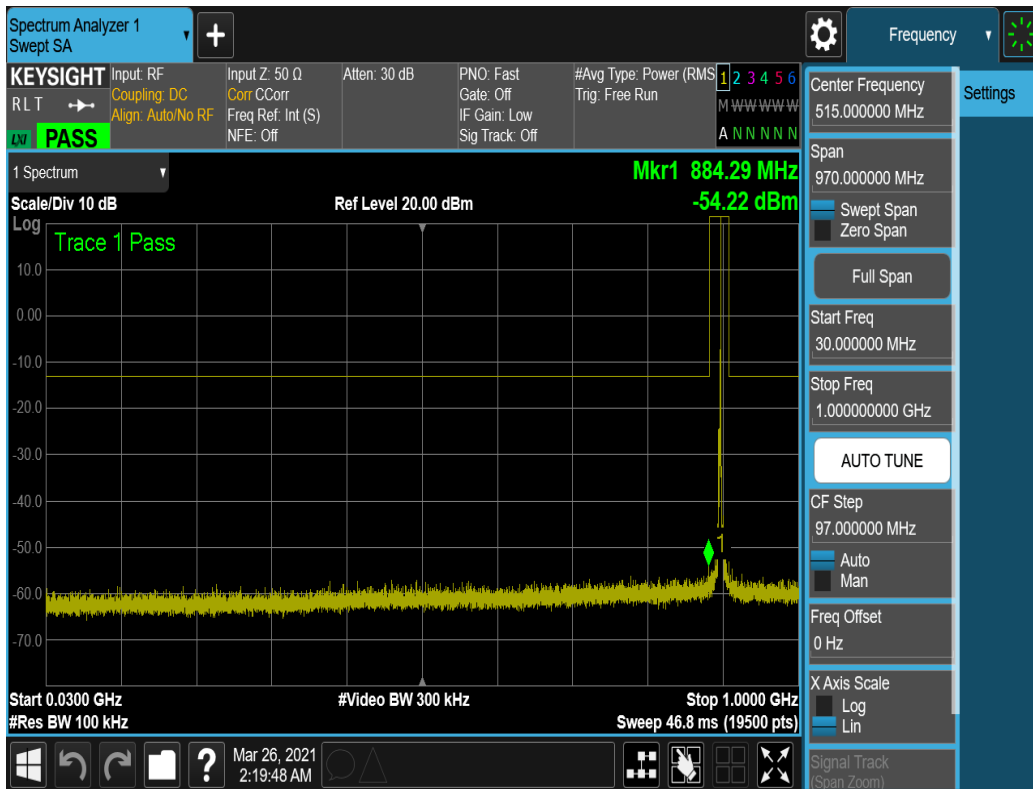 Spectrum Analyzer 1
Swept SA
+
Frequency
KEYSIGHT
RLT
LXI
PASS
Input: RF
Coupling: DC
Align: Auto/No RF
Input Z: 50 Ω
Corr CCorr
Freq Ref: Int (S)
NFE: Off
Atten: 30 dB
PNO: Fast
Gate: Off
IF Gain: Low
Sig Track: Off
#Avg Type: Power (RMS
Trig: Free Run
1 2 3 4 5 6
M W W W W W
A N N N N N
1 Spectrum
Mkr1 884.29 MHz
Scale/Div 10 dB
Ref Level 20.00 dBm
-54.22 dBm
Log
Trace 1 Pass
10.0
0.00
-10.0
-20.0
-30.0
-40.0
-50.0
-60.0
-70.0
1
Start 0.0300 GHz
#Video BW 300 kHz
Stop 1.0000 GHz
#Res BW 100 kHz
Sweep 46.8 ms (19500 pts)
Center Frequency
515.000000 MHz
Settings
Span
970.000000 MHz
Swept Span
Zero Span
Full Span
Start Freq
30.000000 MHz
Stop Freq
1.000000000 GHz
AUTO TUNE
CF Step
97.000000 MHz
Auto
Man
Freq Offset
0 Hz
X Axis Scale
Log
Lin
Signal Track
(Span Zoom)
?
Mar 26, 2021
2:19:48 AM